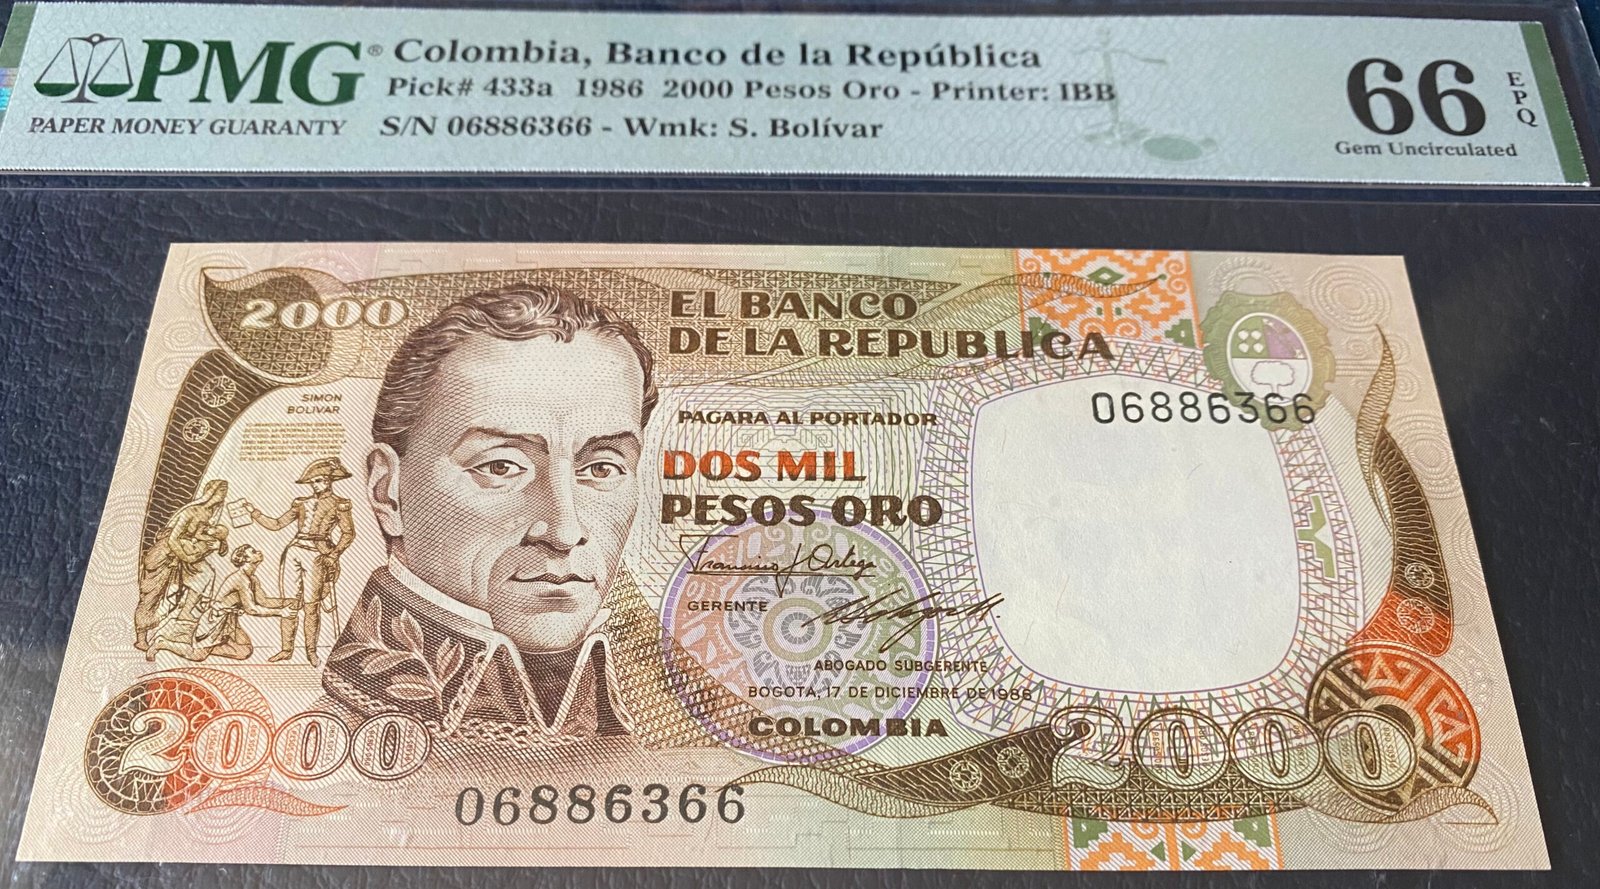 PMG®
PAPER MONEY GUARANTY
Colombia, Banco de la República
Pick# 433a 1986 2000 Pesos Oro - Printer: IBB
S/N 06886366 - Wmk: S. Bolívar
66
EPQ
Gem Uncirculated
2000
EL BANCO
DE LA REPUBLICA
SIMON
BOLIVAR
06886366
PAGARA AL PORTADOR
DOS MIL
PESOS ORO
GERENTE
ABOGADO SUBGERENTE
BOGOTA, 17 DE DICIEMBRE DE 1986
COLOMBIA
2000
2000
06886366